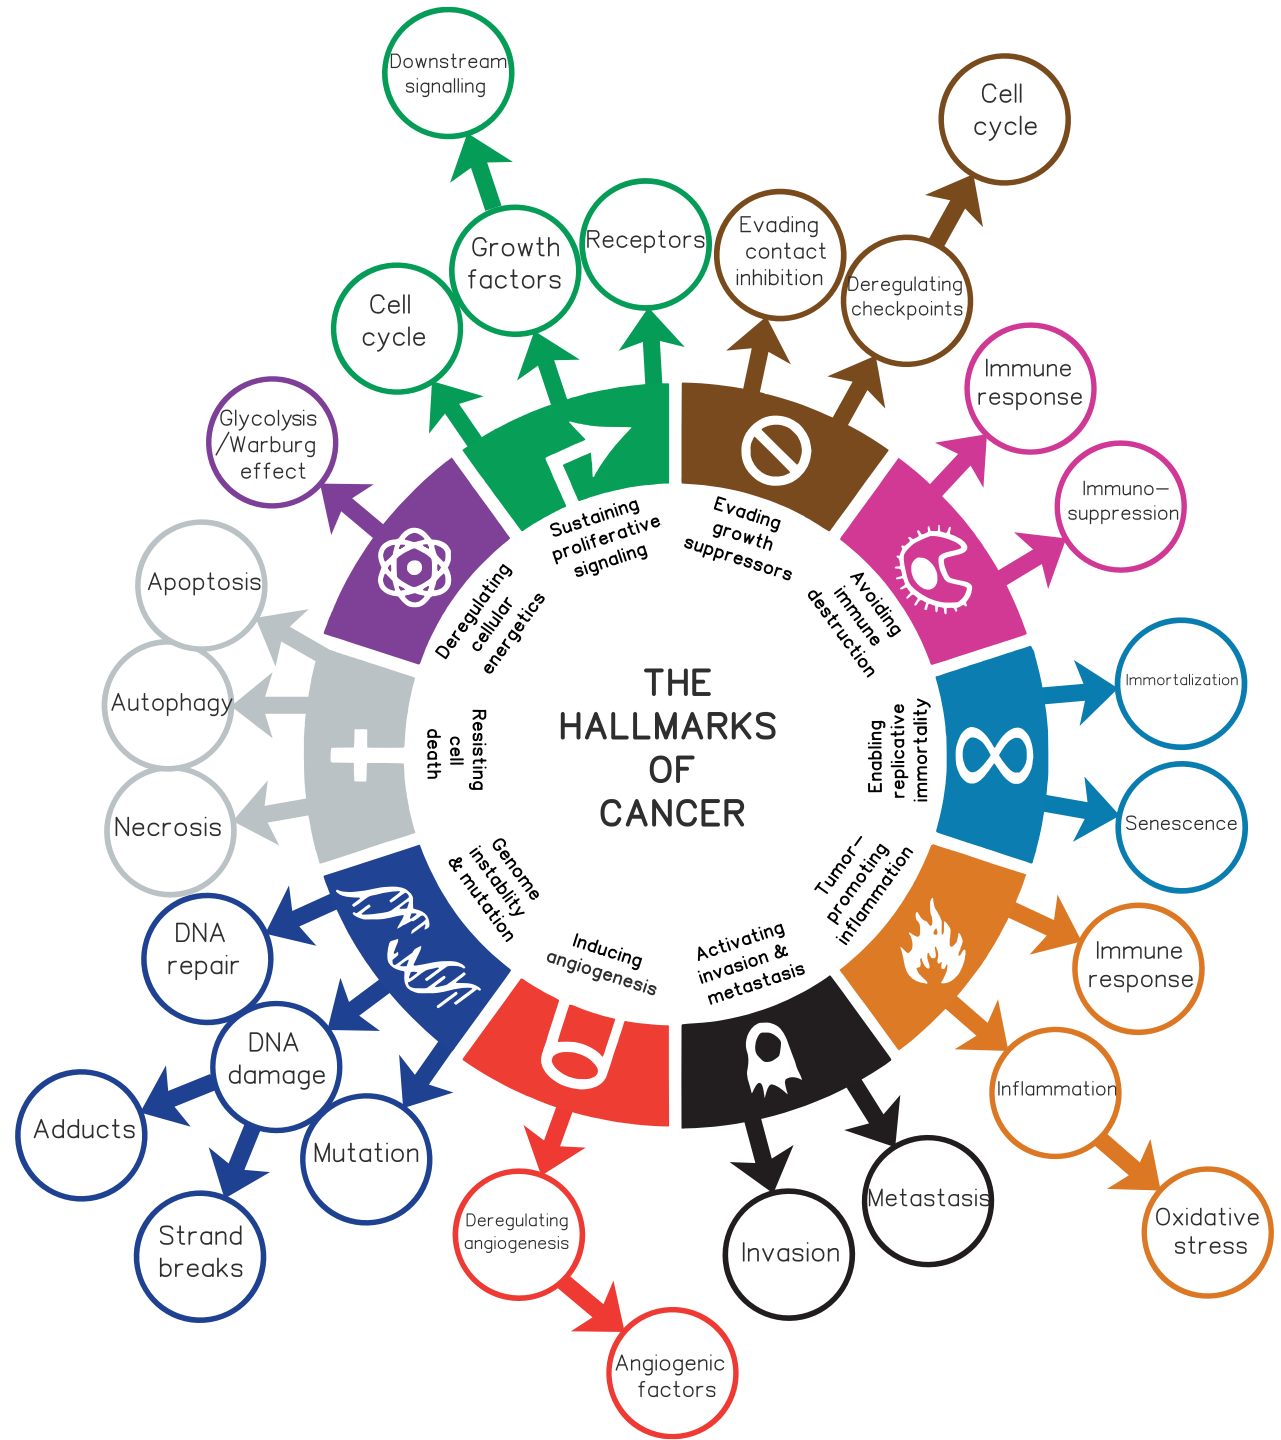 Downstream
signalling
Cell
cycle
Growth
factors
Receptors
Evading
contact
inhibition
Deregulating
checkpoints
Cell
cycle
Immune
response
Immuno-
suppression
Glycolysis
/Warburg
effect
Apoptosis
Autophagy
Necrosis
Sustaining
proliferative
signaling
Evading
growth
suppressors
Avoiding
immune
destruction
Deregulating
cellular
energetics
Resisting
cell
death
THE
HALLMARKS
OF
CANCER
Enabling
replicative
immortality
Immortalization
Senescence
Genome
instablity
& mutation
Inducing
angiogenesis
Activating
invasion &
metastasis
Tumor-
promoting
inflammation
Immune
response
Inflammation
Oxidative
stress
DNA
repair
DNA
damage
Adducts
Strand
breaks
Mutation
Deregulating
angiogenesis
Angiogenic
factors
Invasion
Metastasis